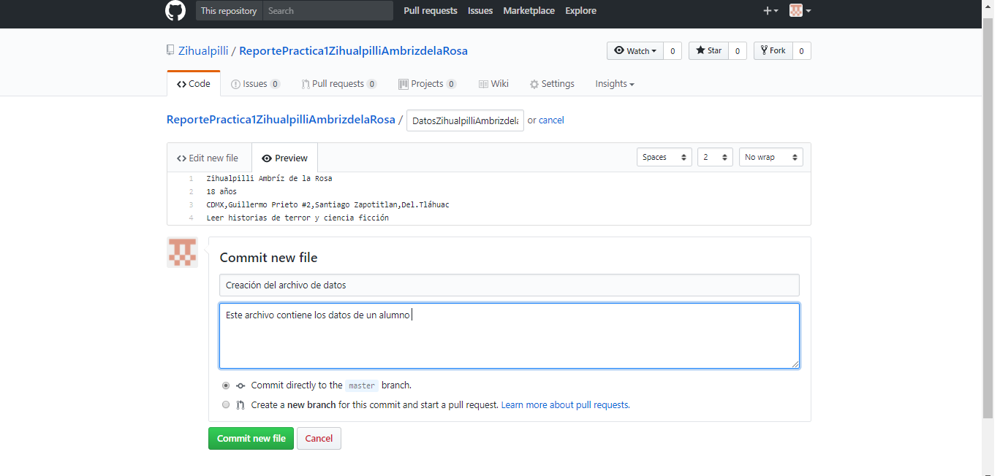 This repository Search Pull requests Issues Marketplace Explore
Zihualpilli / ReportePractica1ZihualpilliAmbrizdelaRosa Watch 0 Star 0 Fork 0
Code Issues 0 Pull requests 0 Projects 0 Wiki Settings Insights
ReportePractica1ZihualpilliAmbrizdelaRosa / DatosZihualpilliAmbrizdela or cancel
Edit new file Preview Spaces 2 No wrap
1 Zihualpilli Ambríz de la Rosa
2 18 años
3 CDMX,Guillermo Prieto #2,Santiago Zapotitlan,Del.Tláhuac
4 Leer historias de terror y ciencia ficción
Commit new file
Creación del archivo de datos
Este archivo contiene los datos de un alumno
Commit directly to the master branch.
Create a new branch for this commit and start a pull request. Learn more about pull requests.
Commit new file Cancel